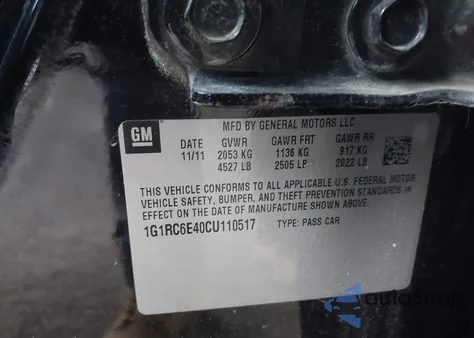 MFD BY GENERAL MOTORS LLC
GM
DATE GVWR GAWR FRT GAWR RR
11/11 2053 KG 1136 KG 917 KG
4527 LB 2505 LB 2022 LB
THIS VEHICLE CONFORMS TO ALL APPLICABLE U.S. FEDERAL MOTOR
VEHICLE SAFETY, BUMPER, AND THEFT PREVENTION STANDARDS IN
EFFECT ON THE DATE OF MANUFACTURE SHOWN ABOVE.
1G1RC6E40CU110517 TYPE: PASS CAR
autoSnap